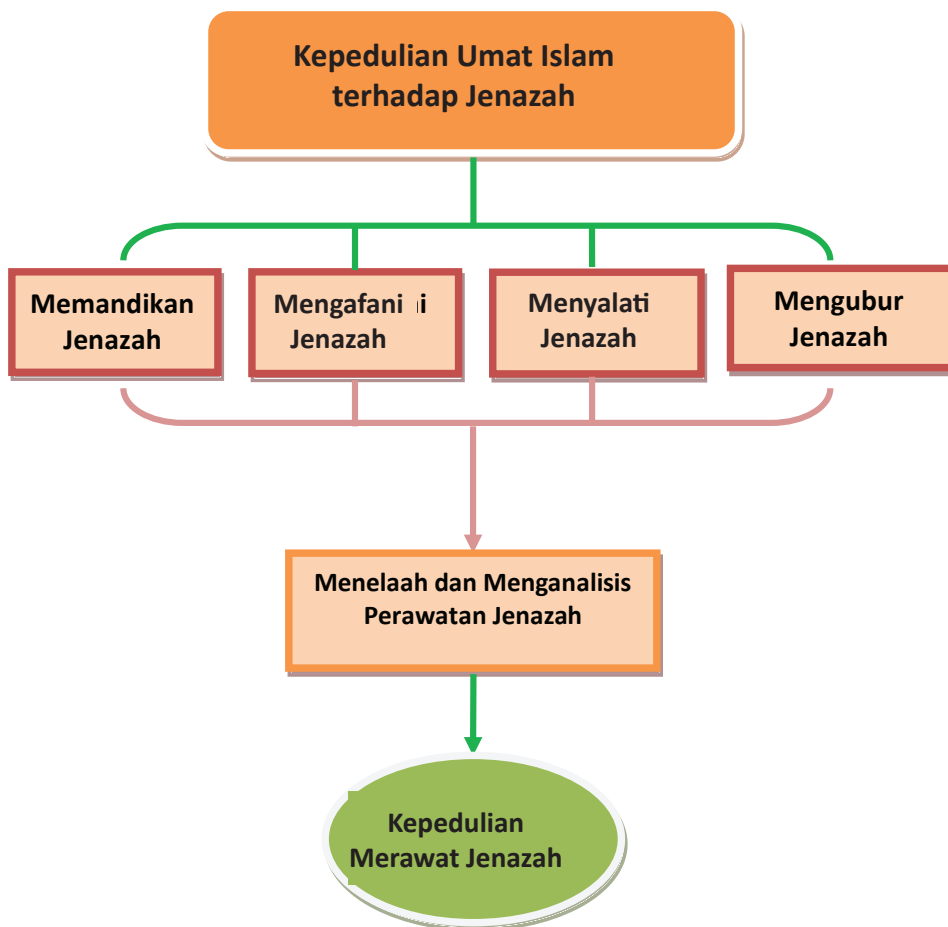 Kepedulian Umat Islam
terhadap Jenazah
Memandikan
Jenazah
Mengafani
Jenazah
Menyalati
Jenazah
Mengubur
Jenazah
Menelaah dan Menganalisis
Perawatan Jenazah
Kepedulian
Merawat Jenazah